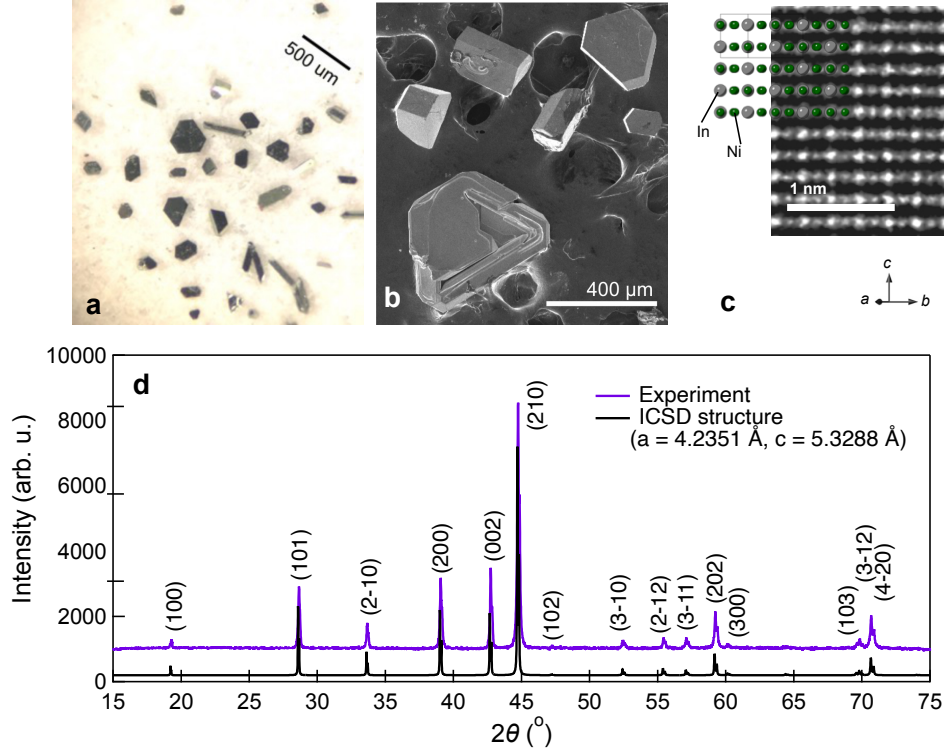 500 um
a
b
400 µm
In
Ni
1 nm
c
c
a
b
d
Experiment
ICSD structure
(a = 4.2351 Å, c = 5.3288 Å)
Intensity (arb. u.)
10000
8000
6000
4000
2000
0
(100)
(101)
(2-10)
(200)
(002)
(210)
(102)
(3-10)
(2-12)
(3-11)
(202)
(300)
(103)
(3-12)
(4-20)
15 20 25 30 35 40 45 50 55 60 65 70 75
2θ (°)